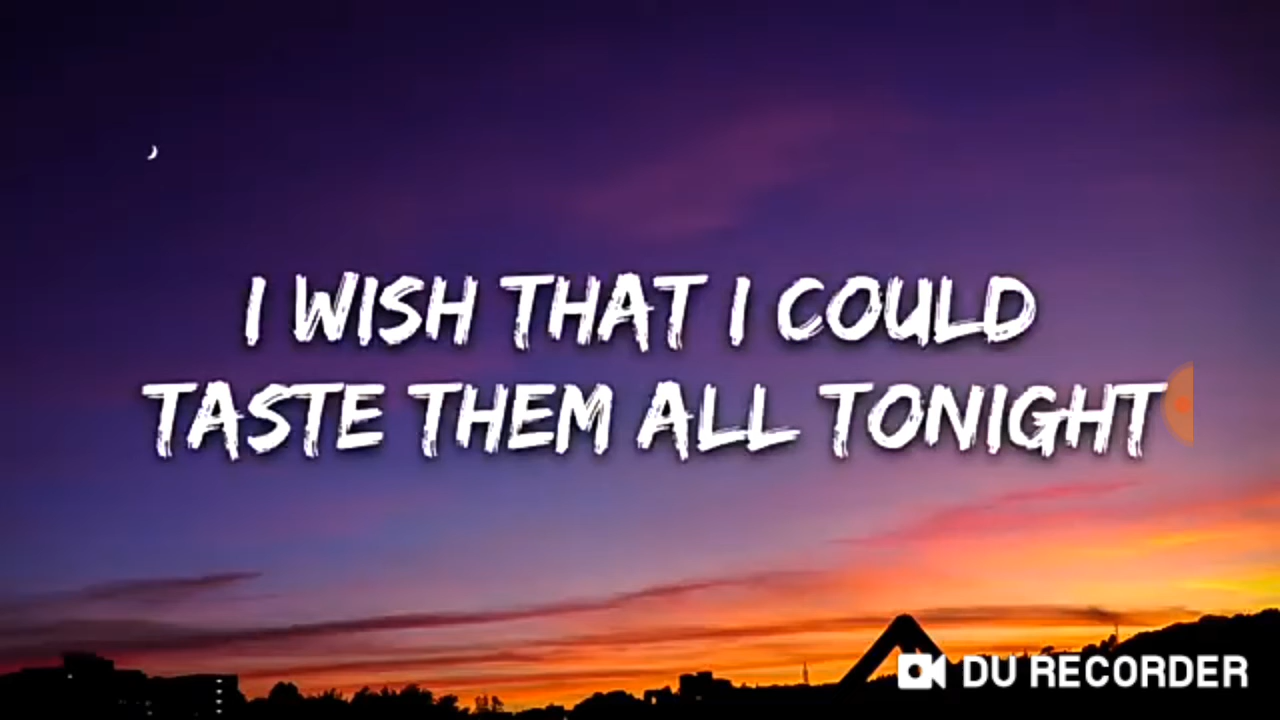 I WISH THAT I COULD
TASTE THEM ALL TONIGHT
DU RECORDER